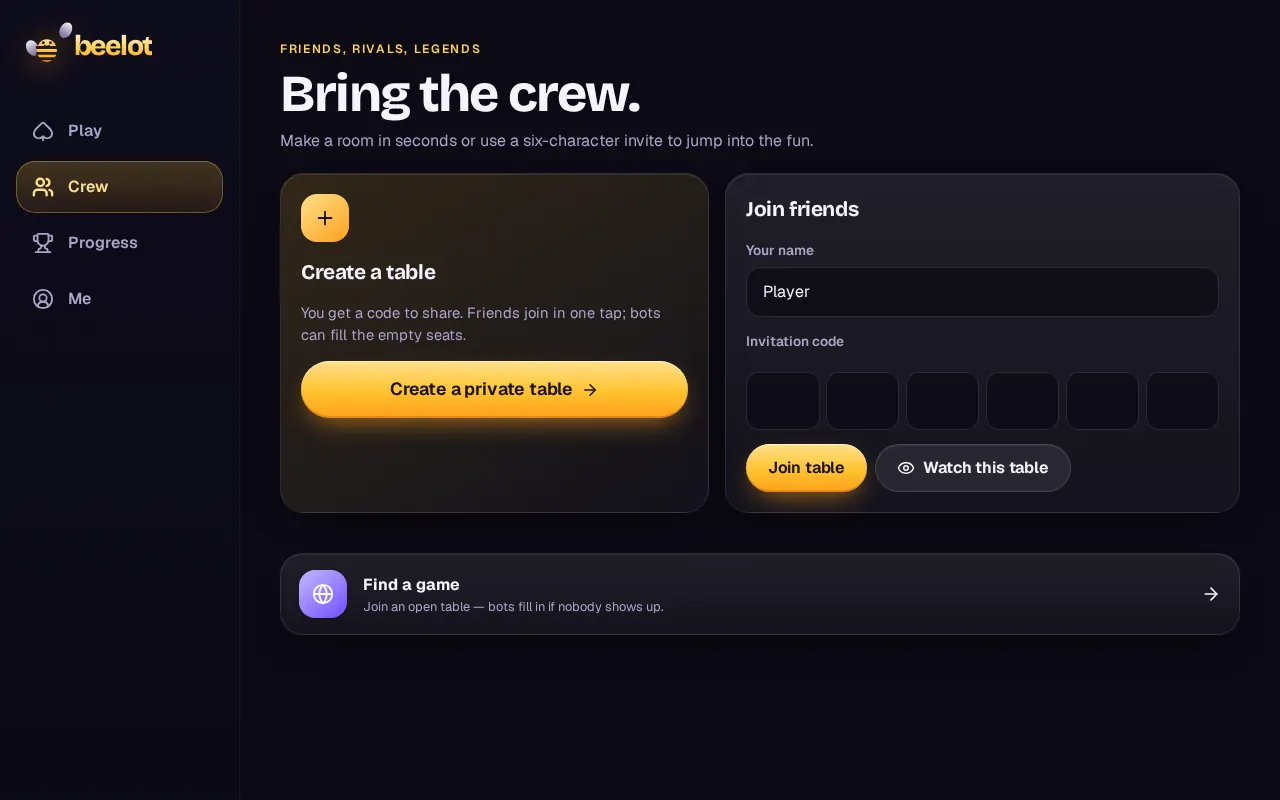 beelot
Play
Crew
Progress
Me
FRIENDS, RIVALS, LEGENDS
Bring the crew.
Make a room in seconds or use a six-character invite to jump into the fun.
Create a table
You get a code to share. Friends join in one tap; bots
can fill the empty seats.
Create a private table
Join friends
Your name
Player
Invitation code
Join table
Watch this table
Find a game
Join an open table — bots fill in if nobody shows up.